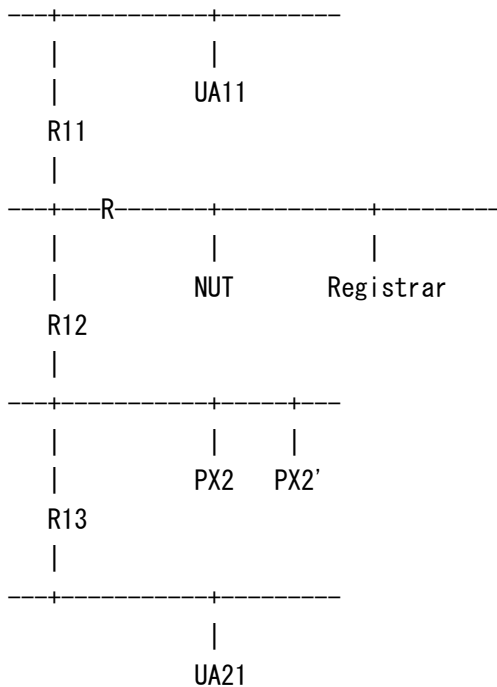 UA11
R11
R
NUT Registrar
R12
PX2 PX2'
R13
UA21